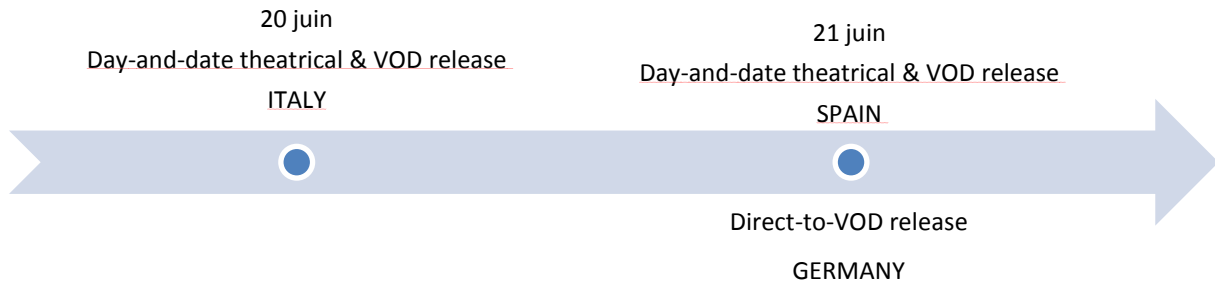 20 juin
Day-and-date theatrical & VOD release
ITALY
21 juin
Day-and-date theatrical & VOD release
SPAIN
Direct-to-VOD release
GERMANY